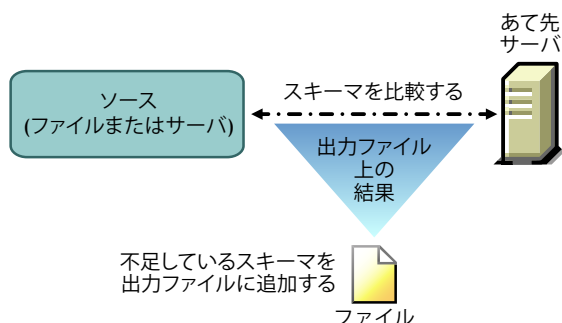 あて先
サーバ
ソース
(ファイルまたはサーバ)
スキーマを比較する
出力ファイル
上の
結果
不足しているスキーマを
出力ファイルに追加する
ファイル